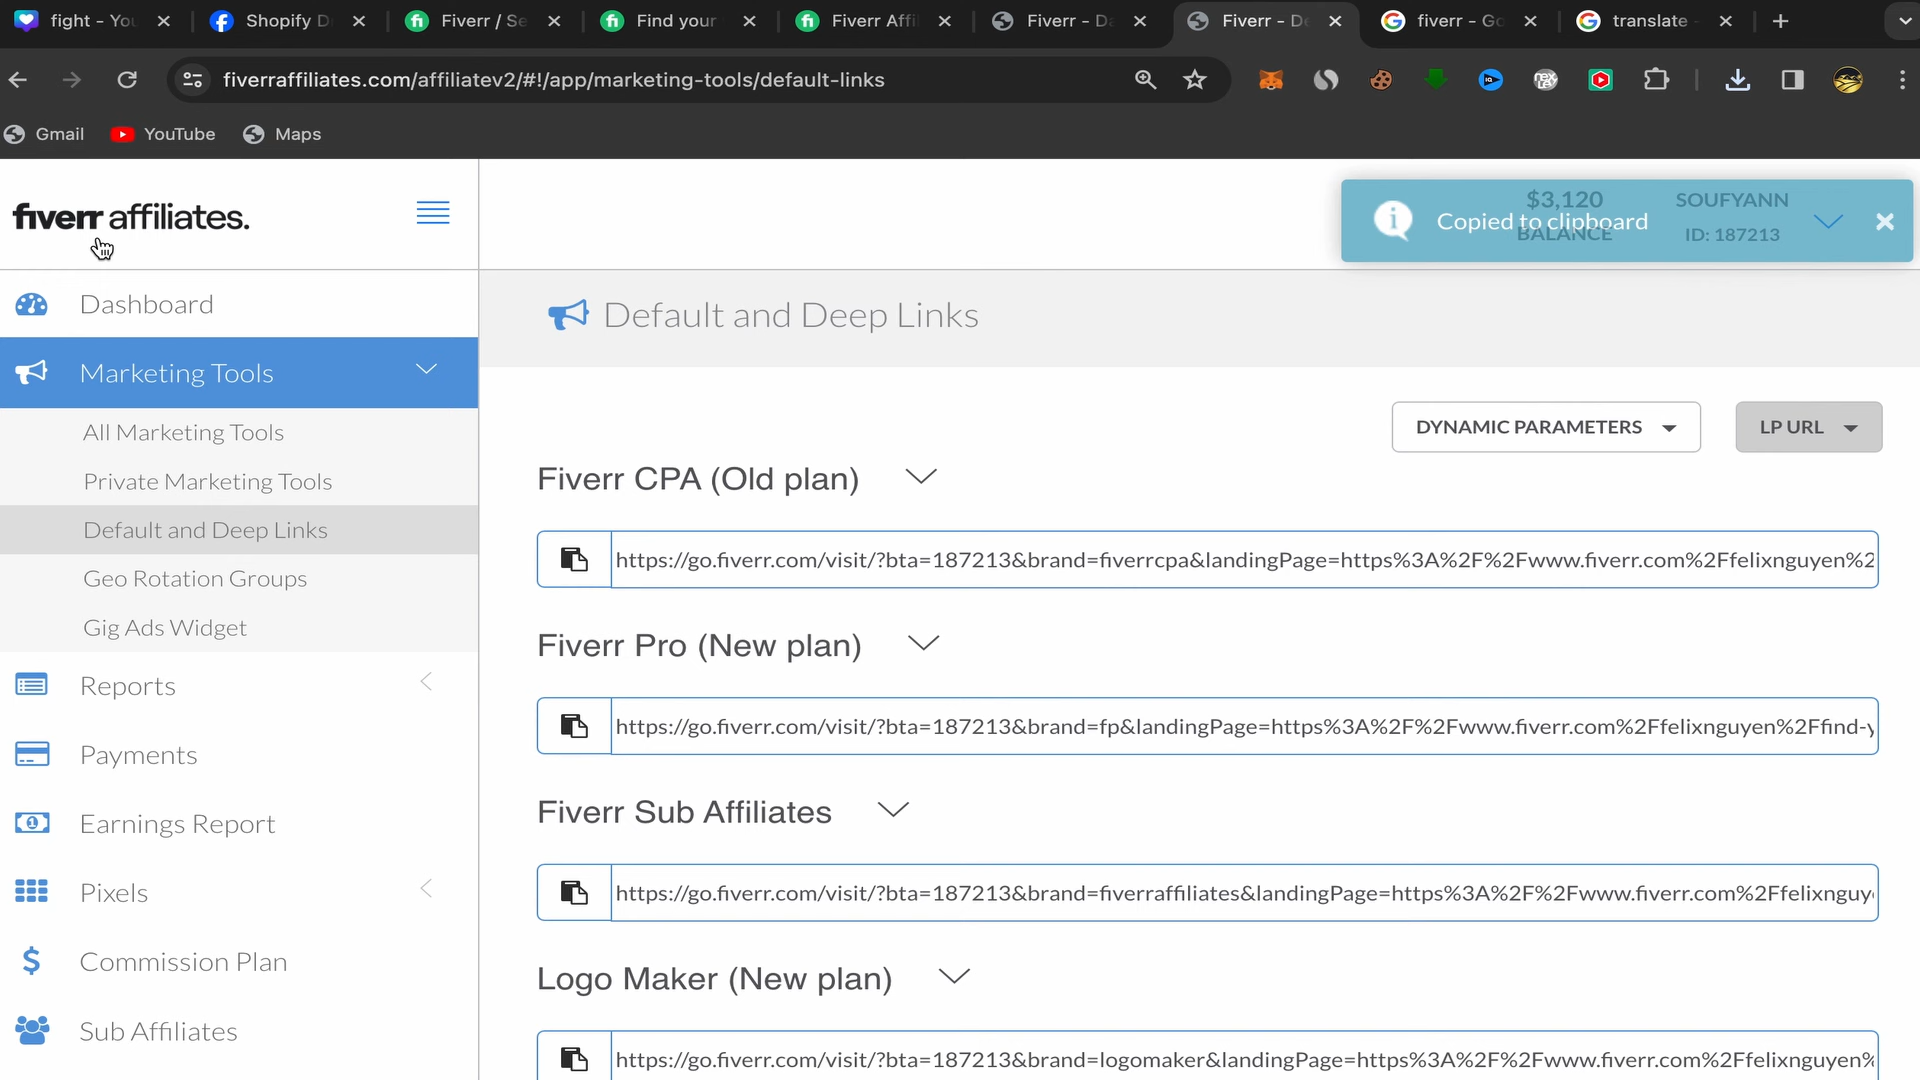 fight - You
Shopify D
Fiverr / Se
Find your
Fiverr Affil
Fiverr - Da
Fiverr - De
fiverr - Go
translate -
fiverraffiliates.com/affiliatev2/#!/app/marketing-tools/default-links
Gmail
YouTube
Maps
fiverr affiliates.
$3,120
BALANCE
Copied to clipboard
SOUFYANN
ID: 187213
Dashboard
Marketing Tools
All Marketing Tools
Private Marketing Tools
Default and Deep Links
Geo Rotation Groups
Gig Ads Widget
Reports
Payments
Earnings Report
Pixels
Commission Plan
Sub Affiliates
Default and Deep Links
DYNAMIC PARAMETERS
LP URL
Fiverr CPA (Old plan)
https://go.fiverr.com/visit/?bta=187213&brand=fiverrcpa&landingPage=https%3A%2F%2Fwww.fiverr.com%2Ffelixnguyen%2
Fiverr Pro (New plan)
https://go.fiverr.com/visit/?bta=187213&brand=fp&landingPage=https%3A%2F%2Fwww.fiverr.com%2Ffelixnguyen%2Ffind-y
Fiverr Sub Affiliates
https://go.fiverr.com/visit/?bta=187213&brand=fiverraffiliates&landingPage=https%3A%2F%2Fwww.fiverr.com%2Ffelixnguy
Logo Maker (New plan)
https://go.fiverr.com/visit/?bta=187213&brand=logomaker&landingPage=https%3A%2F%2Fwww.fiverr.com%2Ffelixnguyen%